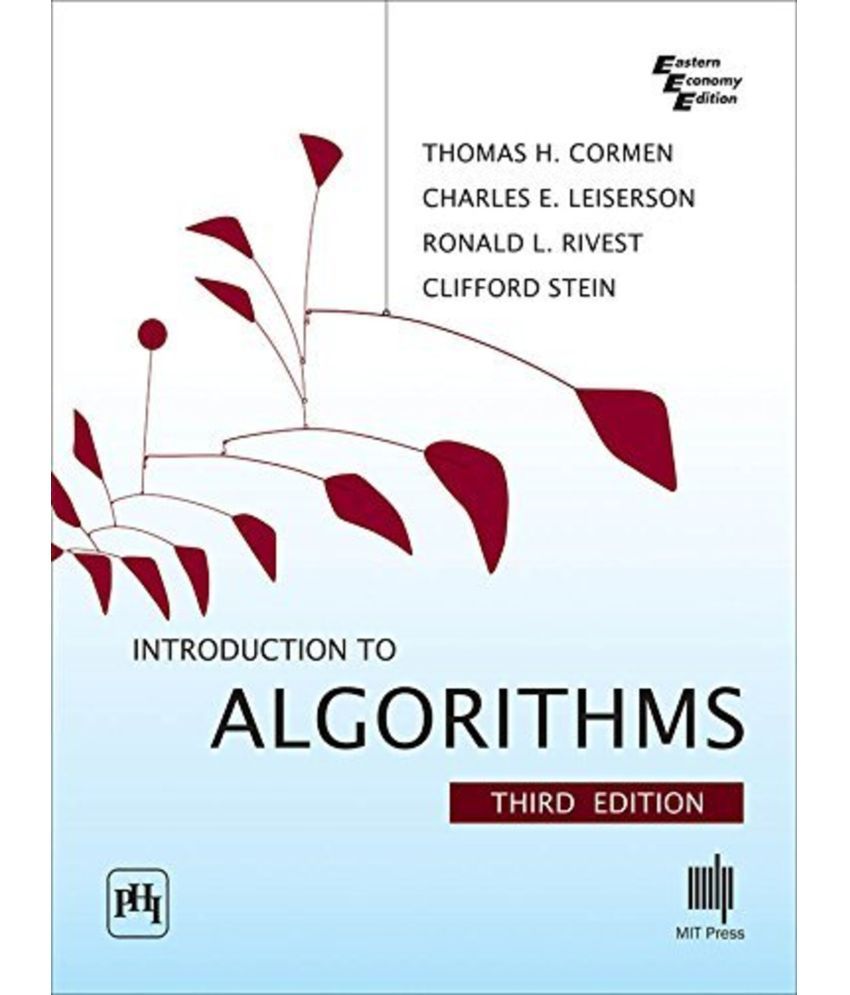 Eastern
Economy
Edition
THOMAS H. CORMEN
CHARLES E. LEISERSON
RONALD L. RIVEST
CLIFFORD STEIN
INTRODUCTION TO
ALGORITHMS
THIRD EDITION
PHI
MIT Press